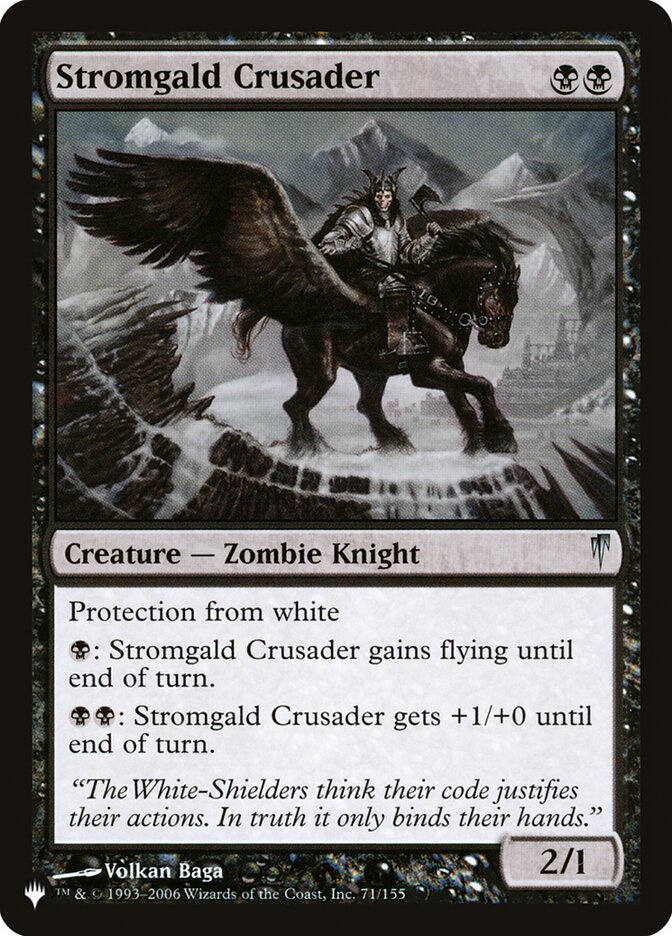 Stromgald Crusader
Creature — Zombie Knight
Protection from white
: Stromgald Crusader gains flying until
end of turn.
: Stromgald Crusader gets +1/+0 until
end of turn.
“The White-Shielders think their code justifies
their actions. In truth it only binds their hands.”
2/1
Volkan Baga
™ & © 1993–2006 Wizards of the Coast, Inc. 71/155